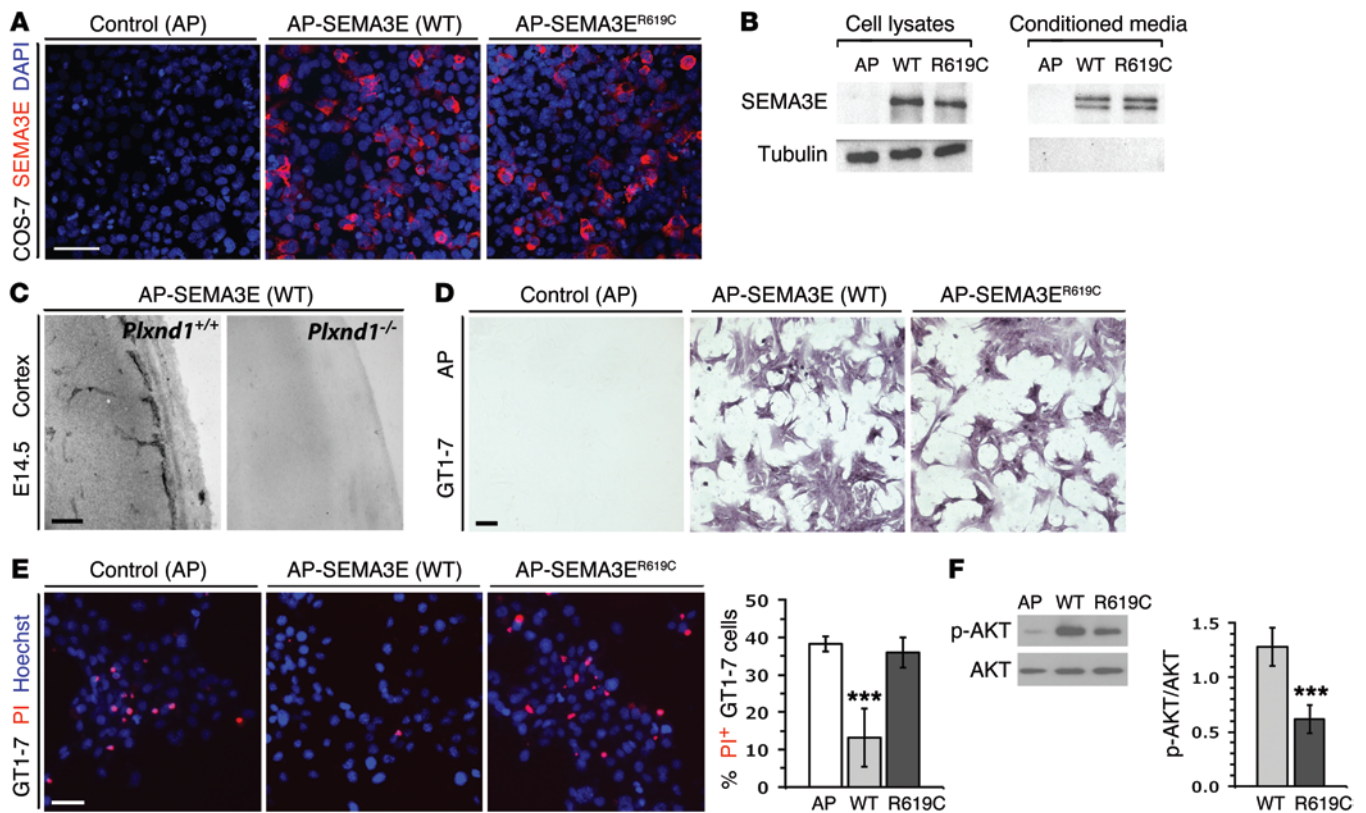 A
Control (AP)
AP-SEMA3E (WT)
AP-SEMA3E^R619C
COS-7 SEMA3E DAPI
B
Cell lysates
Conditioned media
AP WT R619C
AP WT R619C
SEMA3E
Tubulin
C
AP-SEMA3E (WT)
Plxnd1+/+
Plxnd1-/-
E14.5 Cortex
D
Control (AP)
AP-SEMA3E (WT)
AP-SEMA3E^R619C
GT1-7 AP
E
Control (AP)
AP-SEMA3E (WT)
AP-SEMA3E^R619C
GT1-7 PI Hoechst
% PI+ GT1-7 cells
50
40
30
20
10
0
***
AP WT R619C
F
AP WT R619C
p-AKT
AKT
p-AKT/AKT
1.5
1.0
0.5
0.0
***
WT R619C